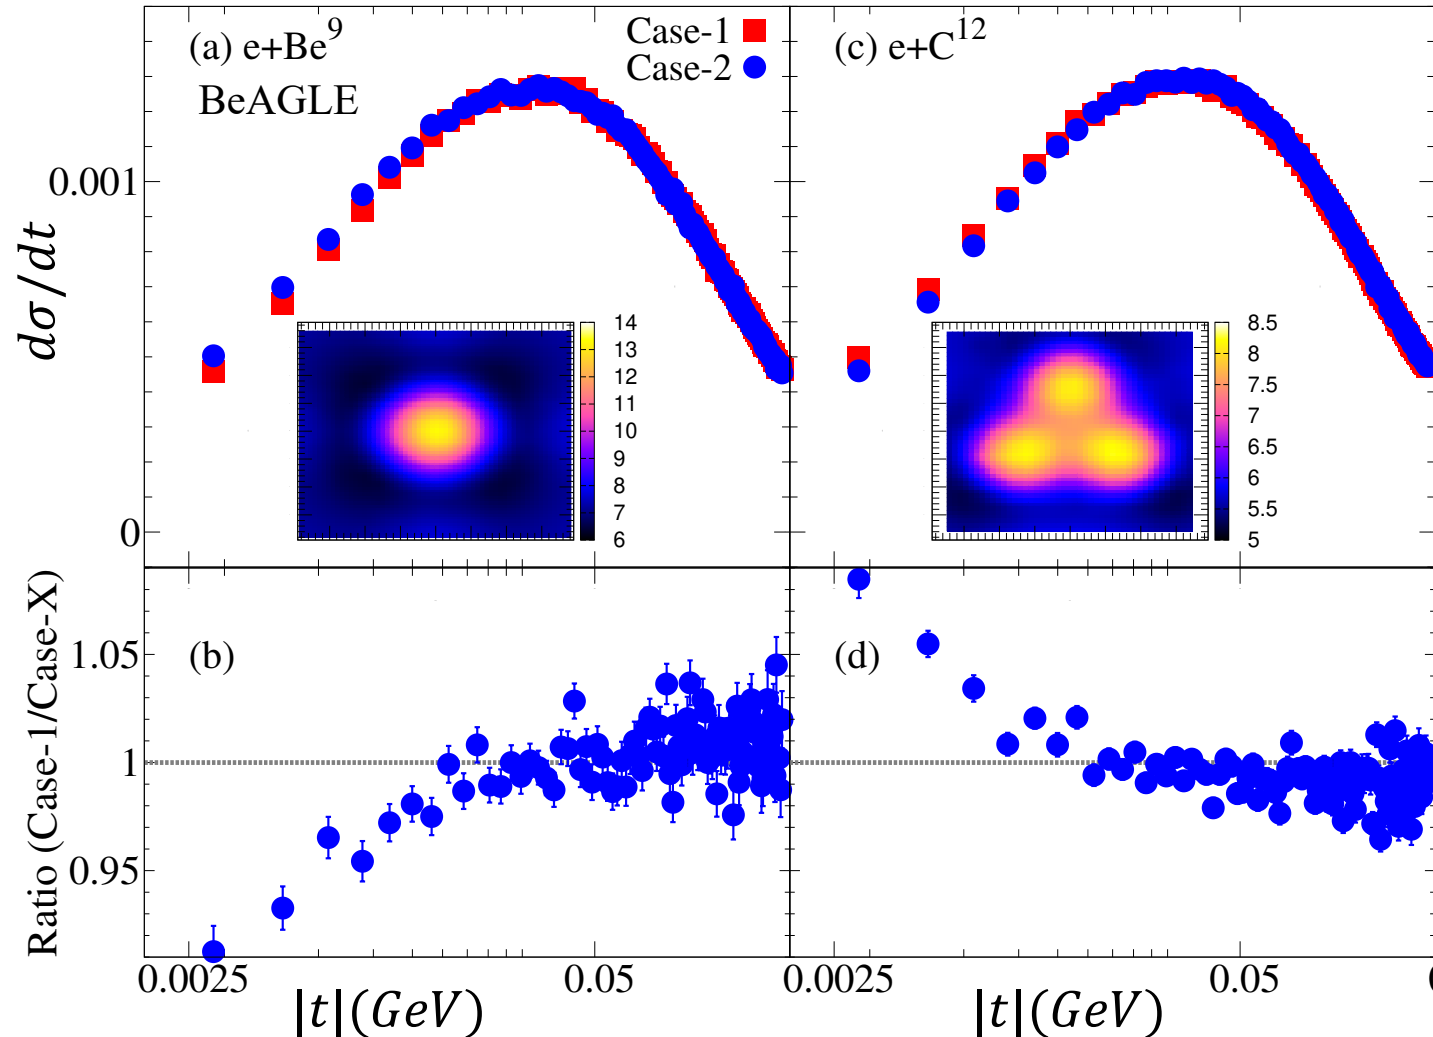 (a) e+Be⁹
BeAGLE
Case-1
Case-2
(c) e+C¹²
dσ/dt
0.001
0
14
13
12
11
10
9
8
7
6
8.5
8
7.5
7
6.5
6
5.5
5
Ratio (Case-1/Case-X)
(b)
(d)
1.05
1
0.95
0.0025
0.05
0.0025
0.05
|t|(GeV)
|t|(GeV)